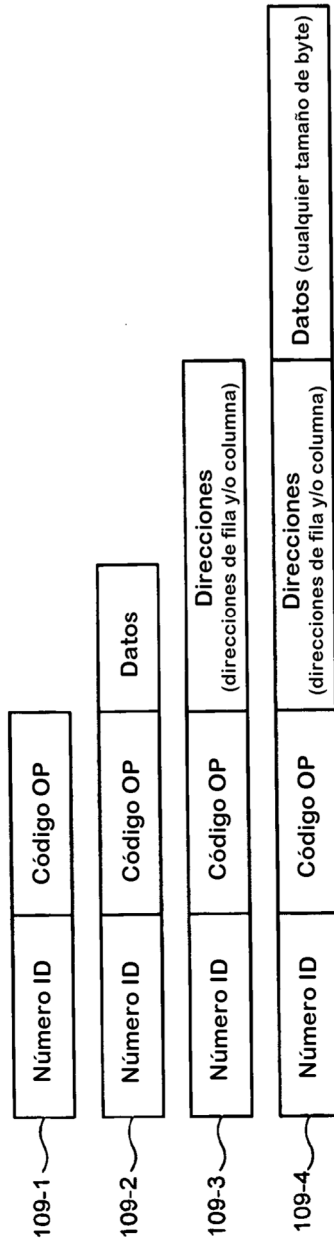 109-1
Número ID
Código OP
109-2
Número ID
Código OP
Datos
109-3
Número ID
Código OP
Direcciones
(direcciones de fila y/o columna)
109-4
Número ID
Código OP
Direcciones
(direcciones de fila y/o columna)
Datos (cualquier tamaño de byte)